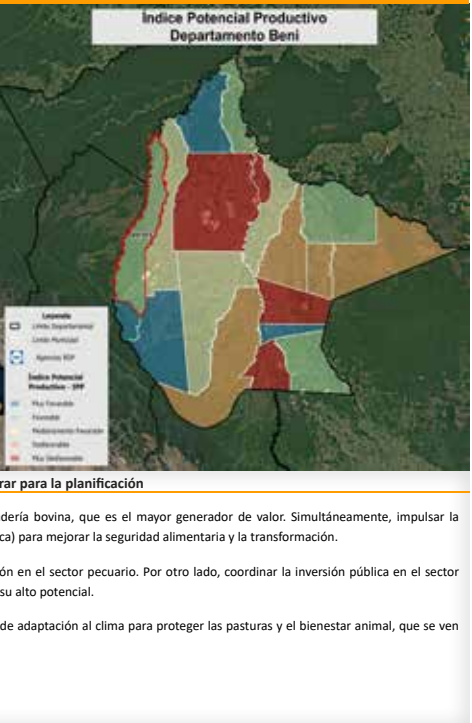 Índice Potencial Productivo
Departamento Beni
Leyenda
Límite Departamental
Límite Municipal
Agencias BDP
Índice Potencial
Productivo - IPP
Muy Favorable
Favorable
Medianamente Favorable
Desfavorable
Muy Desfavorable
rar para la planificación
dería bovina, que es el mayor generador de valor. Simultáneamente, impulsar la
ca) para mejorar la seguridad alimentaria y la transformación.
ón en el sector pecuario. Por otro lado, coordinar la inversión pública en el sector
su alto potencial.
de adaptación al clima para proteger las pasturas y el bienestar animal, que se ven